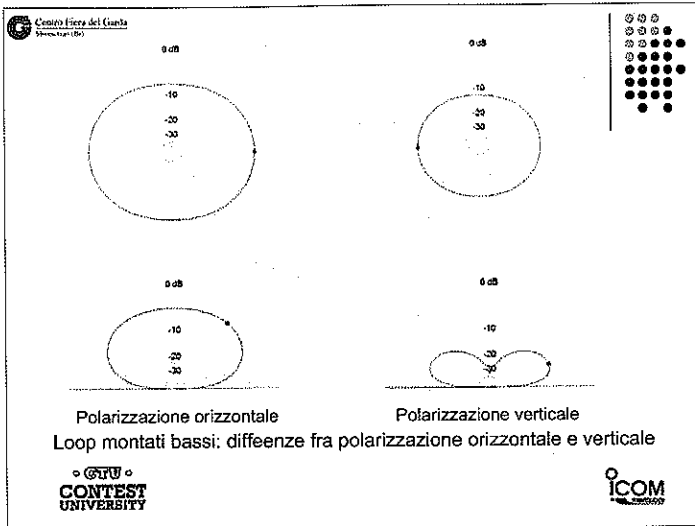 Centro Fiera del Garda
0 dB
-10
-20
-30
0 dB
-10
-20
-30
0 dB
-10
-20
-30
0 dB
-10
-20
-30
Polarizzazione orizzontale
Polarizzazione verticale
Loop montati bassi: diffeenze fra polarizzazione orizzontale e verticale
CTU
CONTEST
UNIVERSITY
ICOM